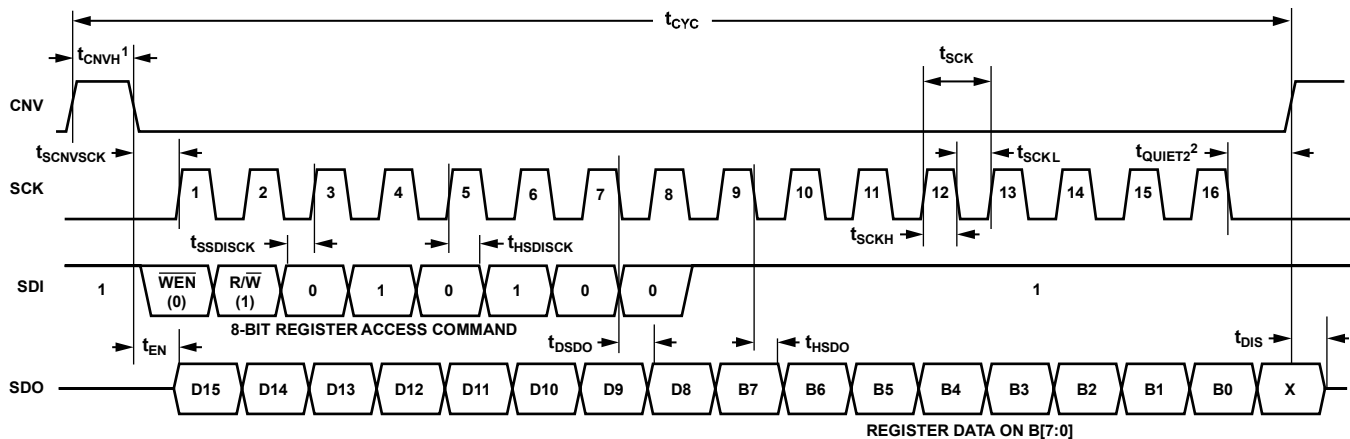 tCYC
tCNVH1
tSCK
CNV
tSCNVSCK
tSCKL
tQUIET22
SCK
1 2 3 4 5 6 7 8 9 10 11 12 13 14 15 16
tSSDISCK
tHSDISCK
tSCKH
SDI
1
WEN (0)
R/W (1)
0 1 0 1 0 0
1
8-BIT REGISTER ACCESS COMMAND
tEN
tDSDO
tHSDO
tDIS
SDO
D15 D14 D13 D12 D11 D10 D9 D8 B7 B6 B5 B4 B3 B2 B1 B0 X
REGISTER DATA ON B[7:0]